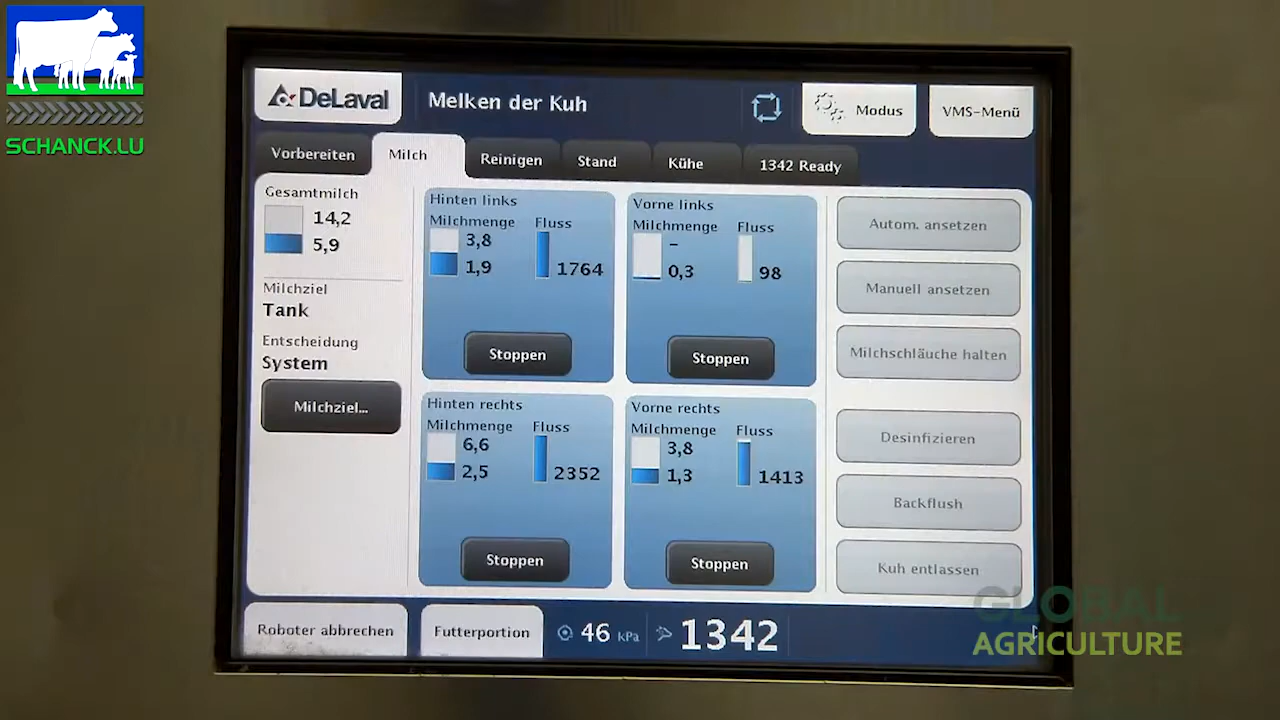 SCHANCK.LU
DeLaval
Melken der Kuh
Modus
VMS-Menü
Vorbereiten
Milch
Reinigen
Stand
Kühe
1342 Ready
Gesamtmilch
14,2
5,9
Milchziel
Tank
Entscheidung
System
Milchziel...
Hinten links
Milchmenge Fluss
3,8
1,9 1764
Stoppen
Vorne links
Milchmenge Fluss
–
0,3 98
Stoppen
Hinten rechts
Milchmenge Fluss
6,6
2,5 2352
Stoppen
Vorne rechts
Milchmenge Fluss
3,8
1,3 1413
Stoppen
Autom. ansetzen
Manuell ansetzen
Milchschläuche halten
Desinfizieren
Backflush
Kuh entlassen
Roboter abbrechen
Futterportion
46 kPa
1342
GLOBAL
AGRICULTURE